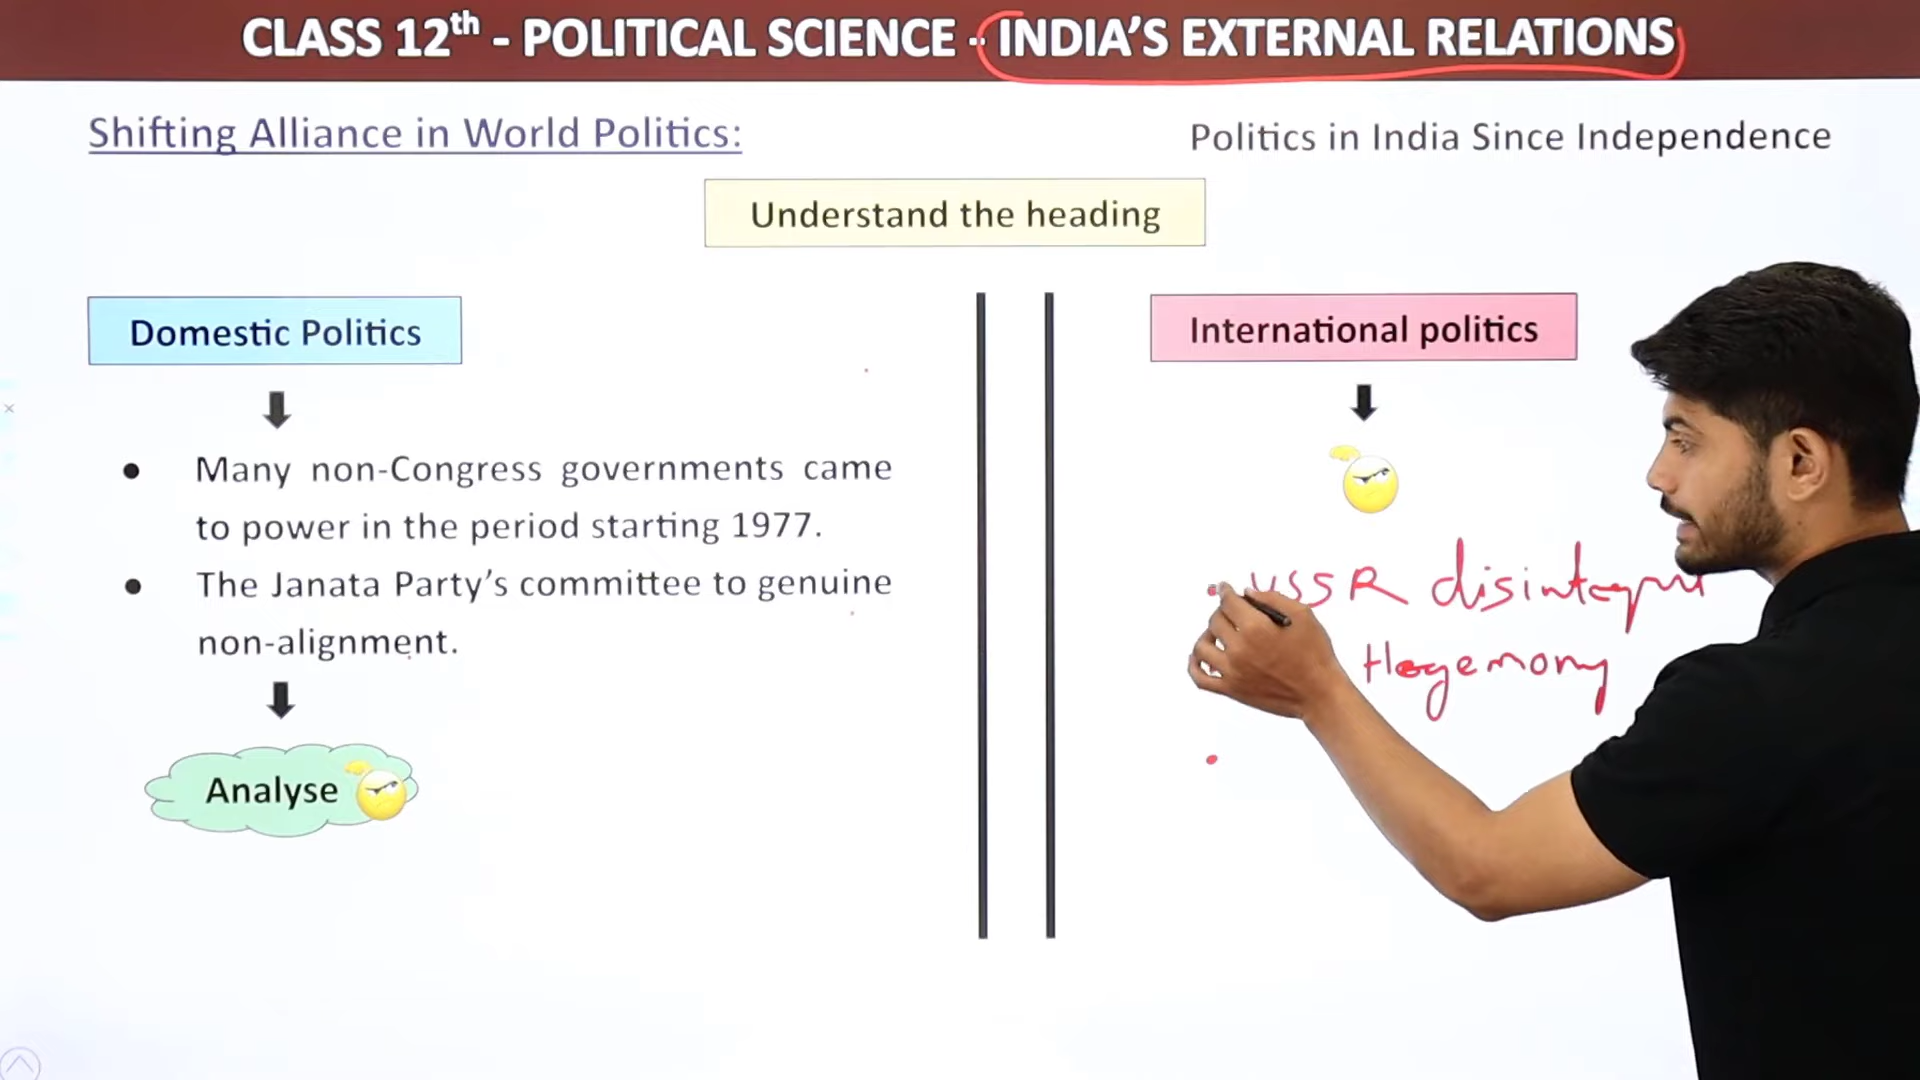 CLASS 12th - POLITICAL SCIENCE - INDIA'S EXTERNAL RELATIONS
Shifting Alliance in World Politics:
Politics in India Since Independence
Understand the heading
Domestic Politics
● Many non-Congress governments came
to power in the period starting 1977.
● The Janata Party's committee to genuine
non-alignment.
Analyse
International politics
USSR
Hegemony